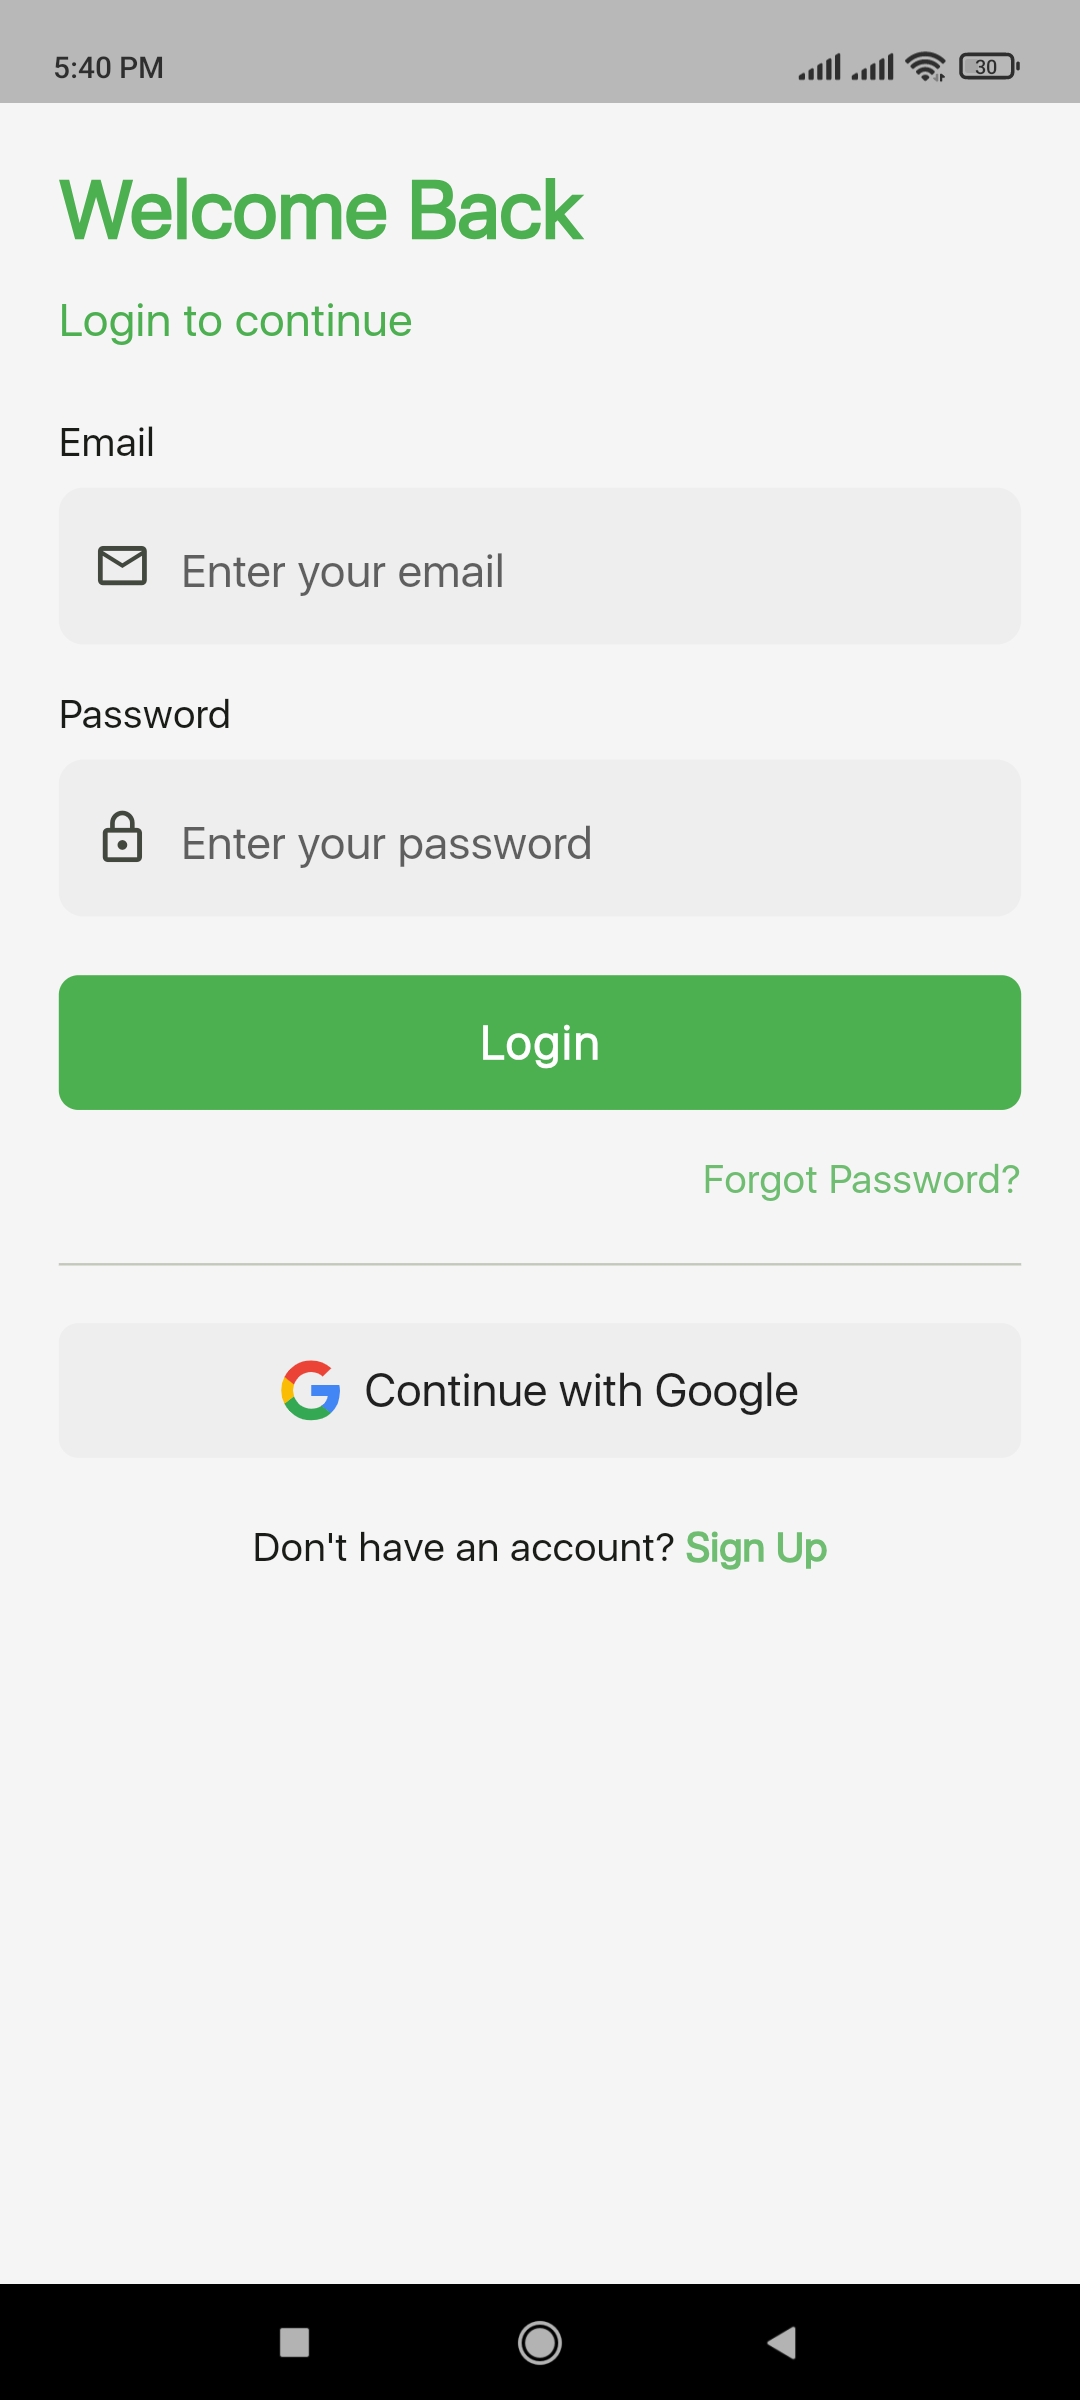 5:40 PM
30
Welcome Back
Login to continue
Email
Enter your email
Password
Enter your password
Login
Forgot Password?
Continue with Google
Don't have an account? Sign Up